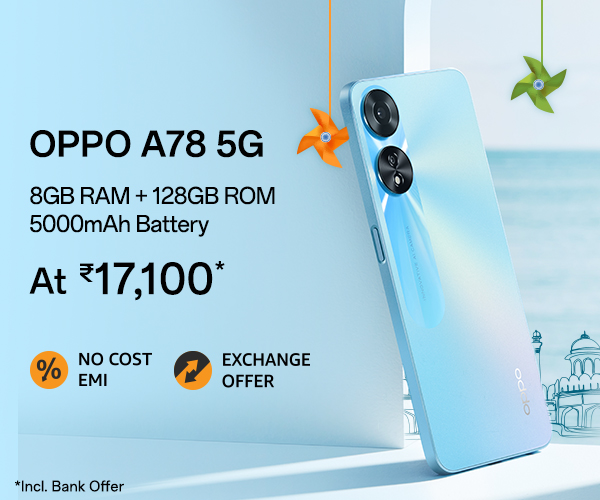 OPPO A78 5G
8GB RAM + 128GB ROM
5000mAh Battery
At ₹17,100*
% NO COST
EMI
EXCHANGE
OFFER
oppo
*Incl. Bank Offer